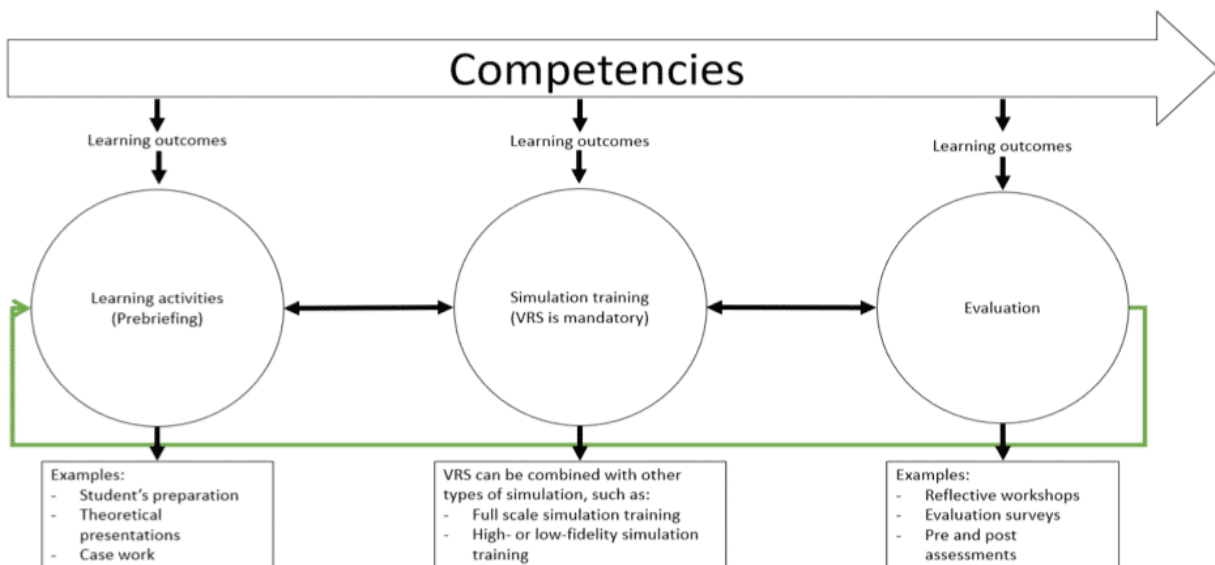 Competencies
Learning outcomes
Learning outcomes
Learning outcomes
Learning activities
(Prebriefing)
Simulation training
(VRS is mandatory)
Evaluation
Examples:
- Student's preparation
- Theoretical
presentations
- Case work
VRS can be combined with other
types of simulation, such as:
- Full scale simulation training
- High- or low-fidelity simulation
training
Examples:
- Reflective workshops
- Evaluation surveys
- Pre and post
assessments